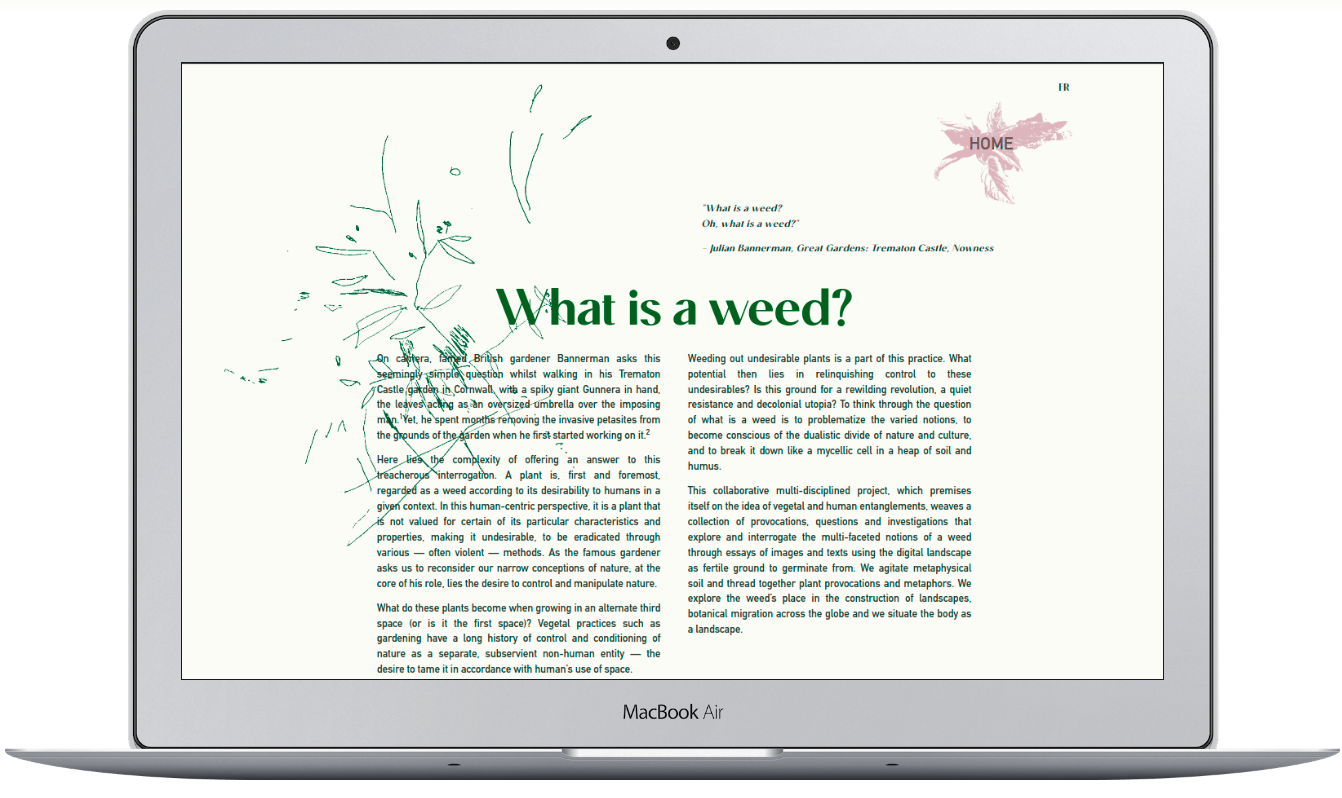 FR
HOME
"What is a weed?
Oh, what is a weed?"
– Julian Bannerman, Great Gardens: Trematon Castle, Nowness
What is a weed?
On camera, famed British gardener Bannerman asks this
seemingly simple question whilst walking in his Trematon
Castle garden in Cornwall, with a spiky giant Gunnera in hand,
the leaves acting as an oversized umbrella over the imposing
man.¹ Yet, he spent months removing the invasive petasites from
the grounds of the garden when he first started working on it.²
Here lies the complexity of offering an answer to this
treacherous interrogation. A plant is, first and foremost,
regarded as a weed according to its desirability to humans in a
given context. In this human-centric perspective, it is a plant that
is not valued for certain of its particular characteristics and
properties, making it undesirable, to be eradicated through
various — often violent — methods. As the famous gardener
asks us to reconsider our narrow conceptions of nature, at the
core of his role, lies the desire to control and manipulate nature.
What do these plants become when growing in an alternate third
space (or is it the first space)? Vegetal practices such as
gardening have a long history of control and conditioning of
nature as a separate, subservient non-human entity — the
desire to tame it in accordance with human's use of space.
Weeding out undesirable plants is a part of this practice. What
potential then lies in relinquishing control to these
undesirables? Is this ground for a rewilding revolution, a quiet
resistance and decolonial utopia? To think through the question
of what is a weed is to problematize the varied notions, to
become conscious of the dualistic divide of nature and culture,
and to break it down like a mycellic cell in a heap of soil and
humus.
This collaborative multi-disciplined project, which premises
itself on the idea of vegetal and human entanglements, weaves a
collection of provocations, questions and investigations that
explore and interrogate the multi-faceted notions of a weed
through essays of images and texts using the digital landscape
as fertile ground to germinate from. We agitate metaphysical
soil and thread together plant provocations and metaphors. We
explore the weed's place in the construction of landscapes,
botanical migration across the globe and we situate the body as
a landscape.
MacBook Air